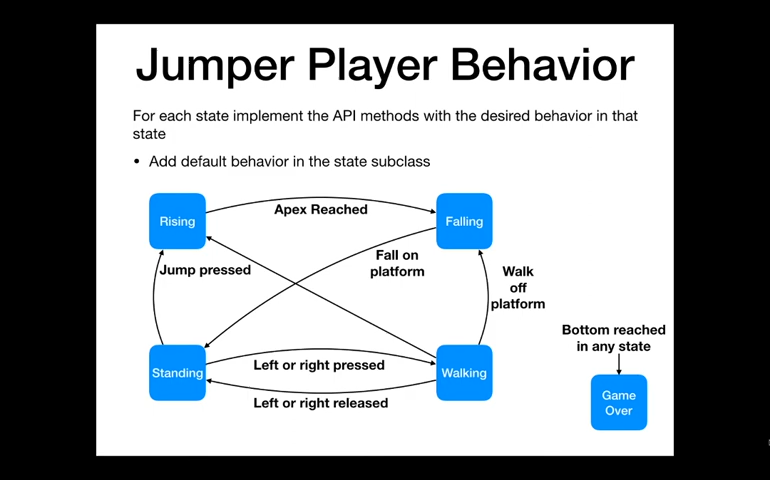 Jumper Player Behavior
For each state implement the API methods with the desired behavior in that
state
• Add default behavior in the state subclass
Rising
Apex Reached
Falling
Jump pressed
Fall on
platform
Walk
off
platform
Bottom reached
in any state
Standing
Left or right pressed
Walking
Left or right released
Game
Over